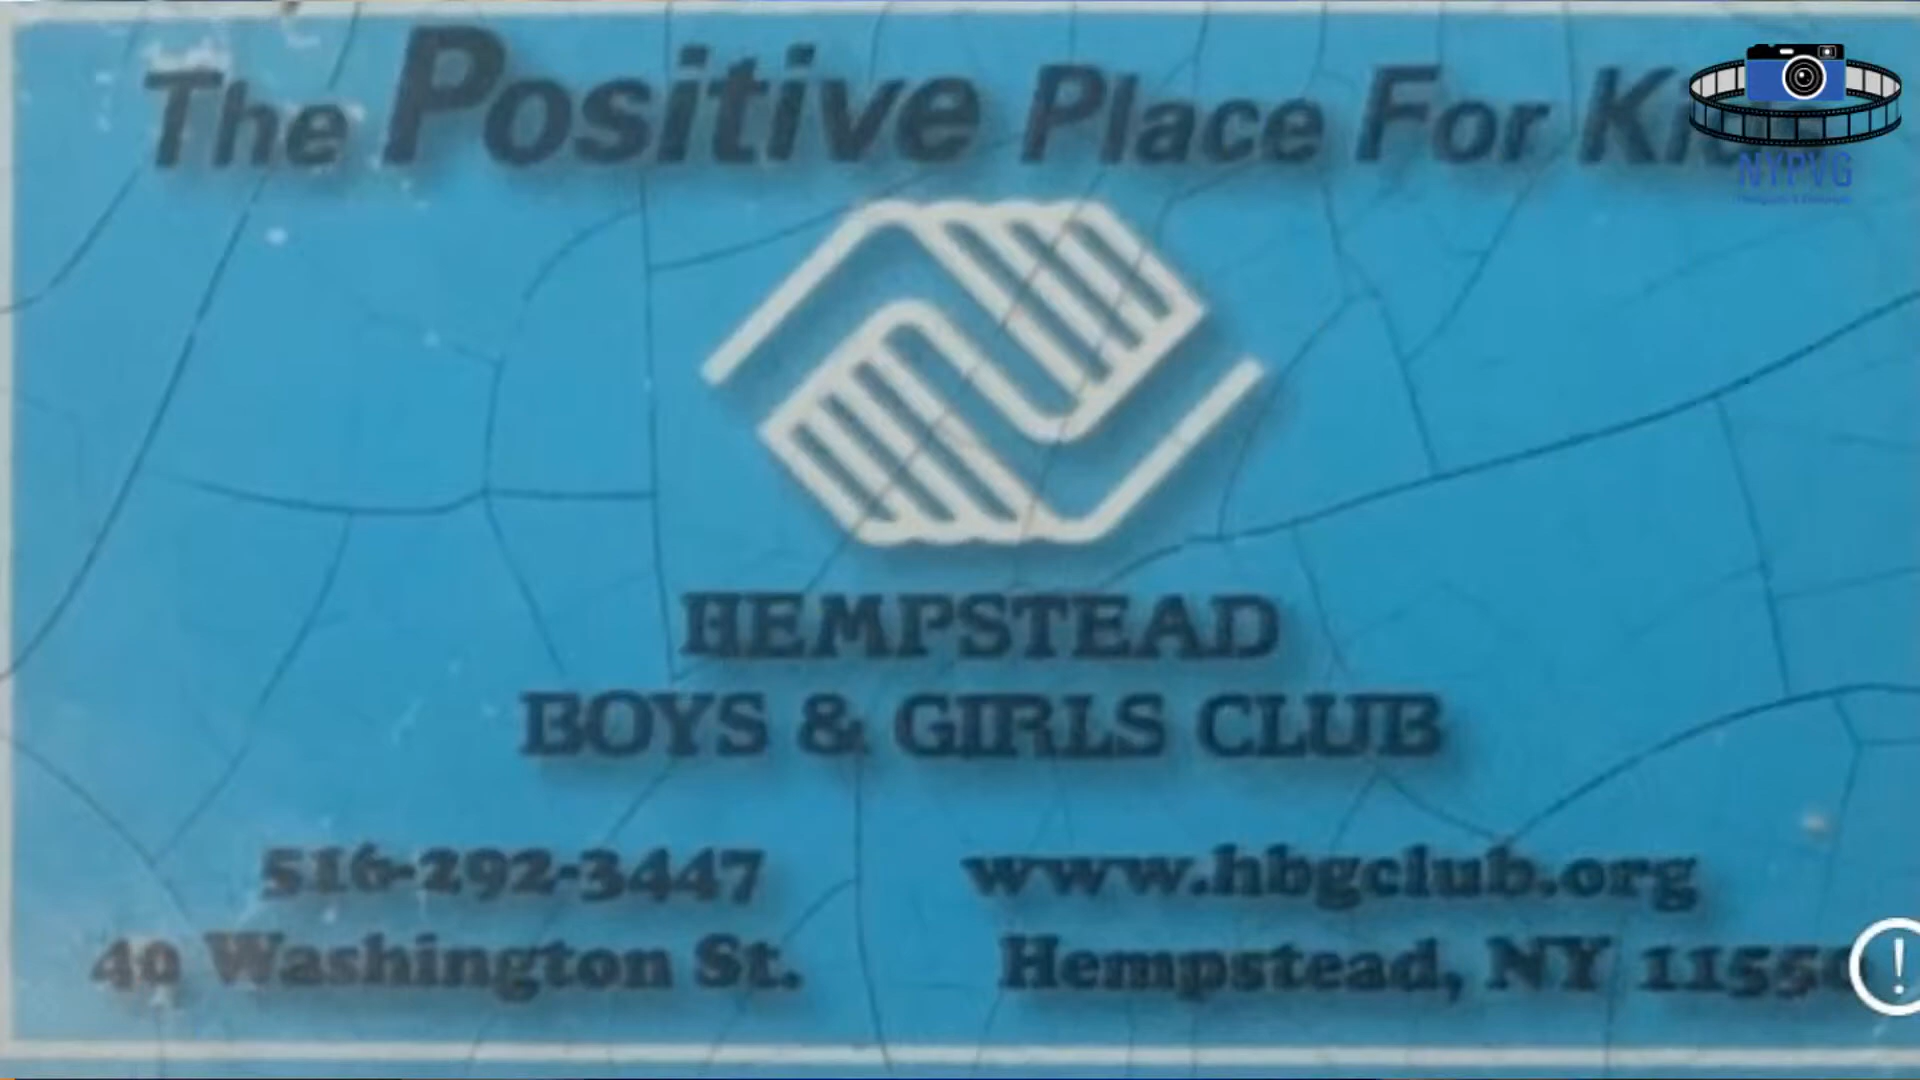 The Positive Place For
NYPVG
HEMPSTEAD
BOYS & GIRLS CLUB
516-292-3447
www.hbgclub.org
40 Washington St.
Hempstead, NY 11550